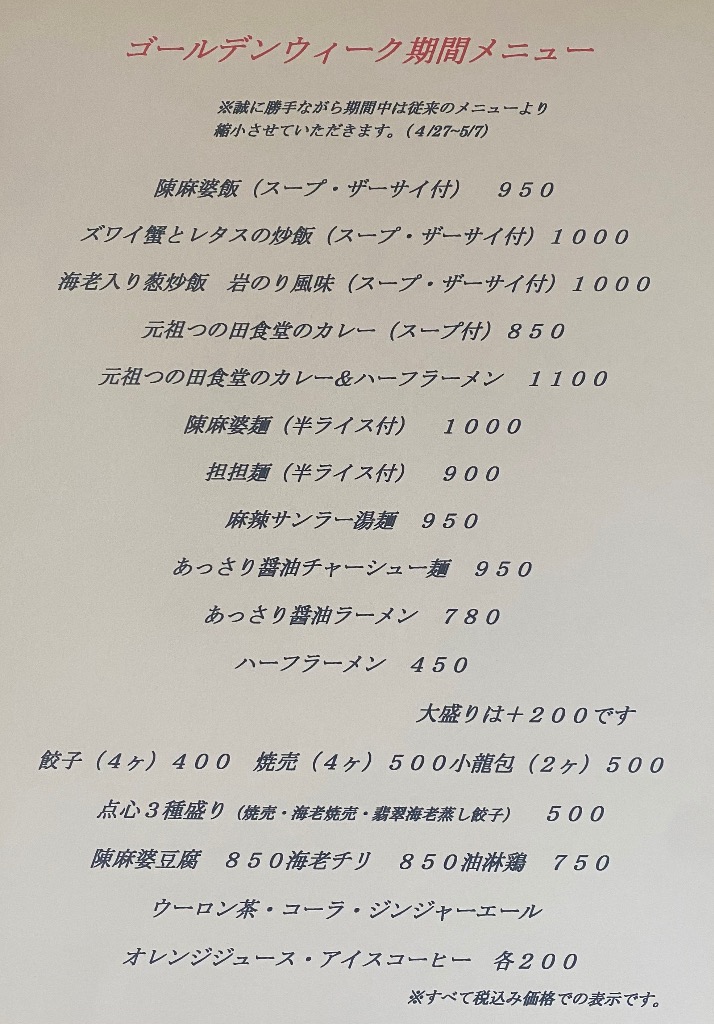 ゴールデンウィーク期間メニュー
※誠に勝手ながら期間中は従来のメニューより
縮小させていただきます。(4/27~5/7)
陳麻婆飯(スープ・ザーサイ付) 950
ズワイ蟹とレタスの炒飯(スープ・ザーサイ付)1000
海老入り葱炒飯 岩のり風味(スープ・ザーサイ付)1000
元祖つの田食堂のカレー(スープ付)850
元祖つの田食堂のカレー&ハーフラーメン 1100
陳麻婆麺(半ライス付) 1000
担担麺(半ライス付) 900
麻辣サンラー湯麺 950
あっさり醤油チャーシュー麺 950
あっさり醤油ラーメン 780
ハーフラーメン 450
大盛りは+200です
餃子(4ヶ)400 焼売(4ヶ)500小龍包(2ヶ)500
点心3種盛り(焼売・海老焼売・翡翠海老蒸し餃子) 500
陳麻婆豆腐 850海老チリ 850油淋鶏 750
ウーロン茶・コーラ・ジンジャーエール
オレンジジュース・アイスコーヒー 各200
※すべて税込み価格での表示です。